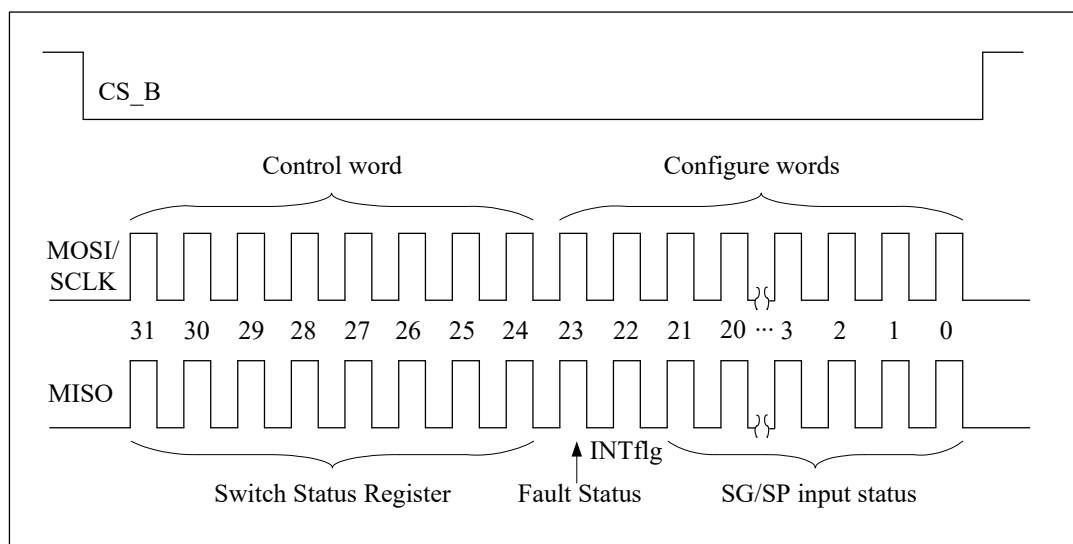 CS_B
Control word
Configure words
MOSI/
SCLK
31 30 29 28 27 26 25 24 23 22 21 20 ··· 3 2 1 0
MISO
INTflg
Switch Status Register
Fault Status
SG/SP input status